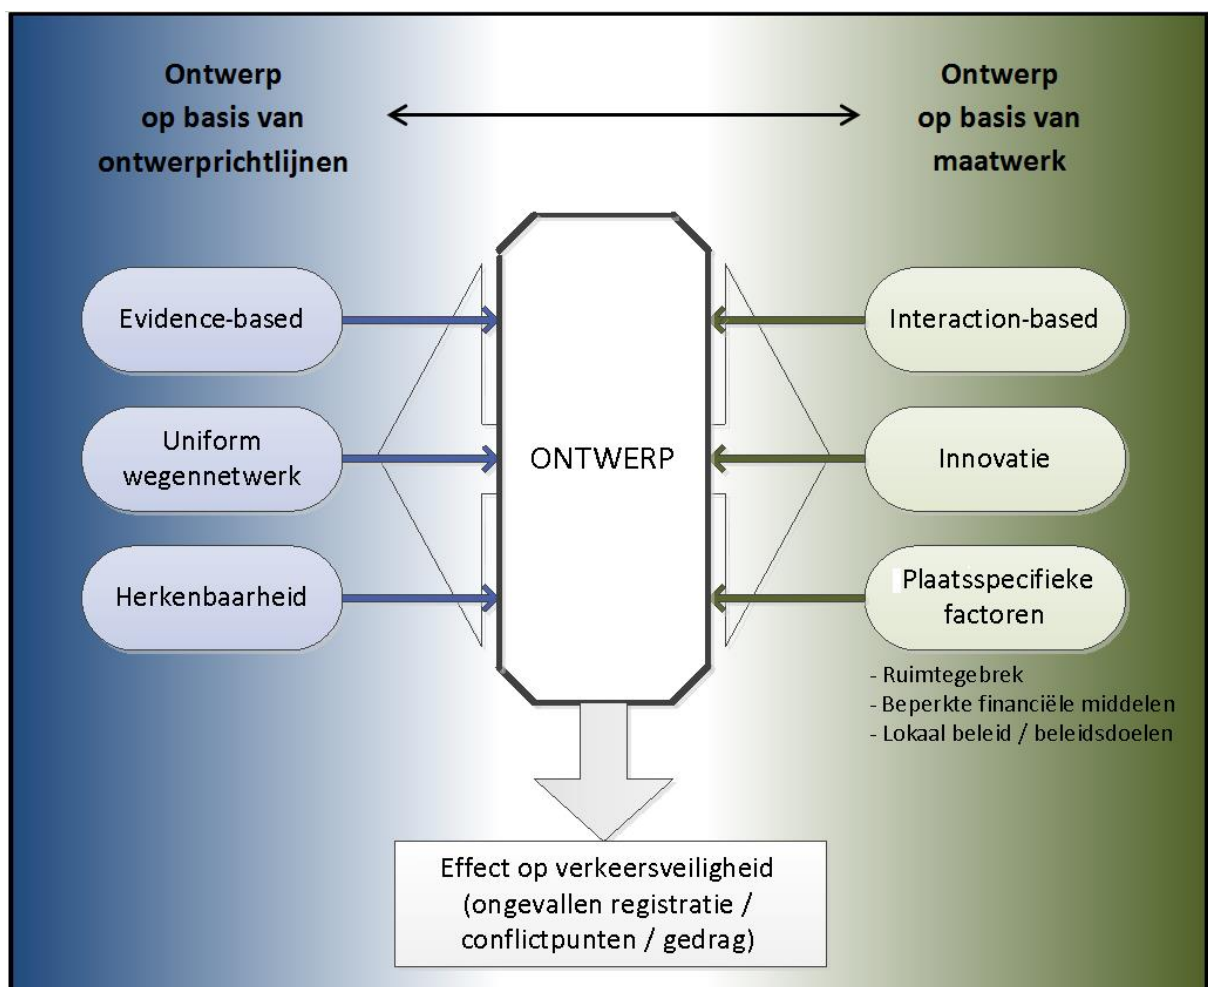 Ontwerp
op basis van
ontwerprichtlijnen
Ontwerp
op basis van
maatwerk
Evidence-based
Uniform
wegennetwerk
Herkenbaarheid
ONTWERP
Interaction-based
Innovatie
Plaatsspecifieke
factoren
- Ruimtegebrek
- Beperkte financiële middelen
- Lokaal beleid / beleidsdoelen
Effect op verkeersveiligheid
(ongevallen registratie /
conflictpunten / gedrag)